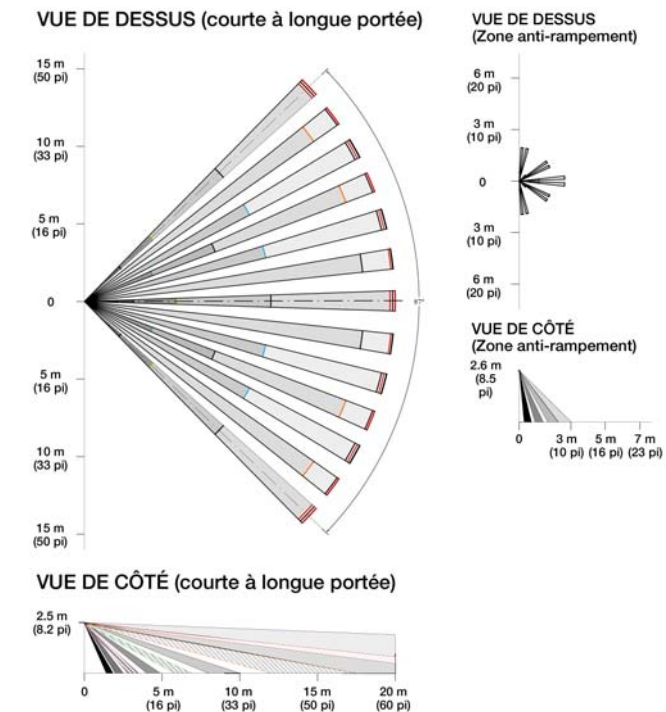 VUE DE DESSUS (courte à longue portée)
15 m
(50 pi)
10 m
(33 pi)
5 m
(16 pi)
0
5 m
(16 pi)
10 m
(33 pi)
15 m
(50 pi)
VUE DE DESSUS
(Zone anti-rampement)
6 m
(20 pi)
3 m
(10 pi)
0
3 m
(10 pi)
6 m
(20 pi)
VUE DE CÔTÉ
(Zone anti-rampement)
2.6 m
(8.5
pi)
0 3 m 5 m 7 m
(10 pi) (16 pi) (23 pi)
VUE DE CÔTÉ (courte à longue portée)
2.5 m
(8.2 pi)
0 5 m 10 m 15 m 20 m
(16 pi) (33 pi) (50 pi) (60 pi)